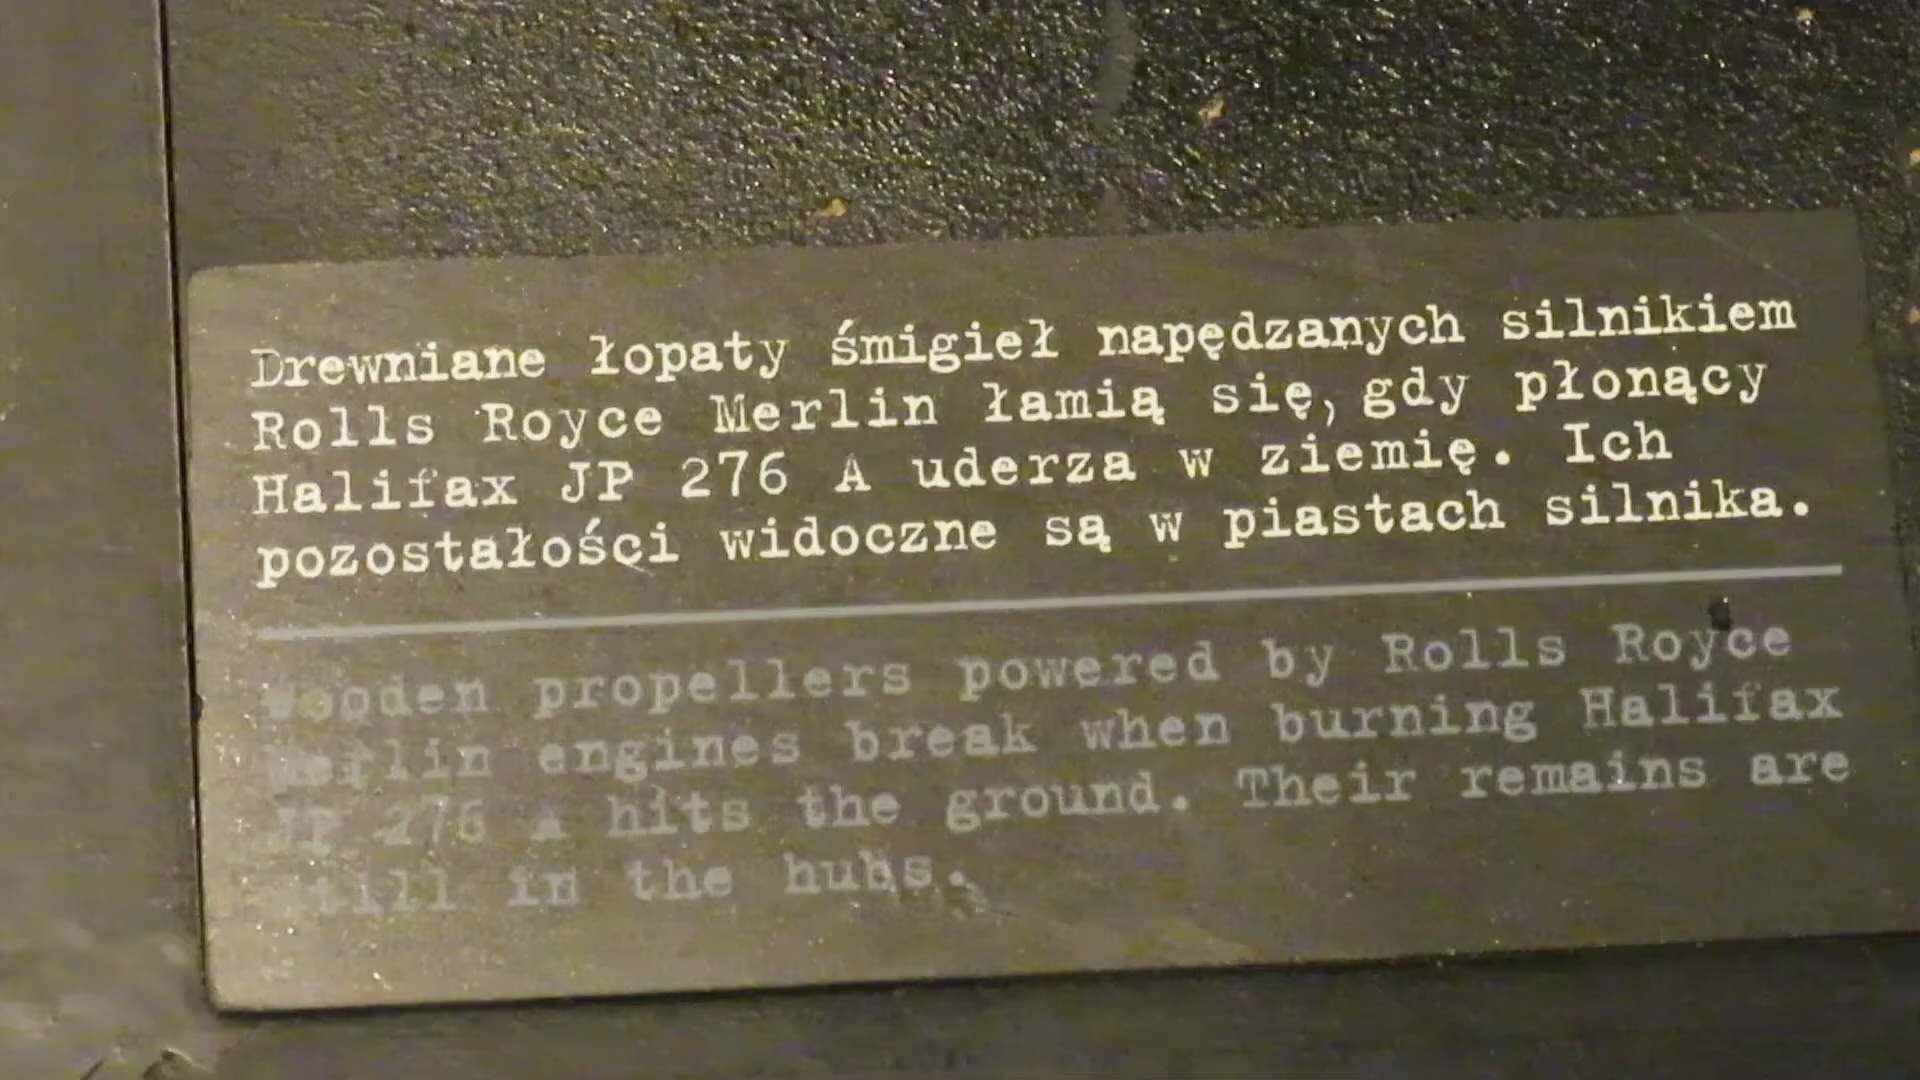 Drewniane łopaty śmigieł napędzanych silnikiem
Rolls Royce Merlin łamią się, gdy płonący
Halifax JP 276 A uderza w ziemię. Ich
pozostałości widoczne są w piastach silnika.
Wooden propellers powered by Rolls Royce
Merlin engines break when burning Halifax
JP 276 A hits the ground. Their remains are
till in the hubs.